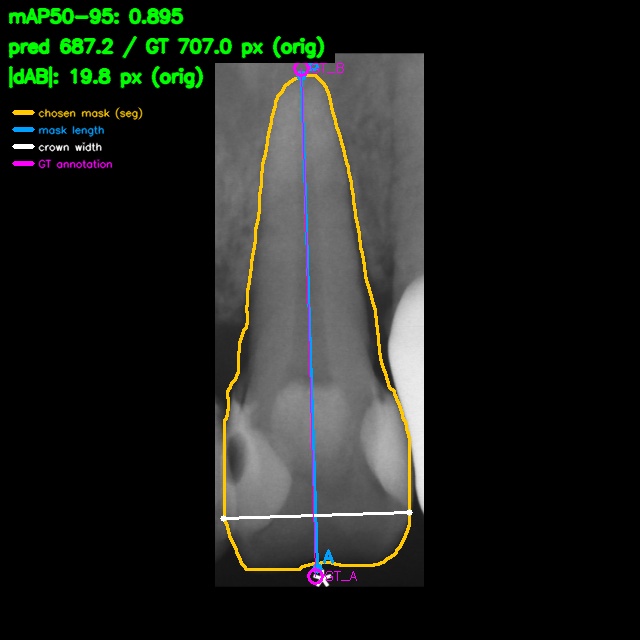 mAP50-95: 0.895
pred 687.2 / GT 707.0 px (orig)
|dAB|: 19.8 px (orig)
chosen mask (seg)
mask length
crown width
GT annotation
A
GT_A